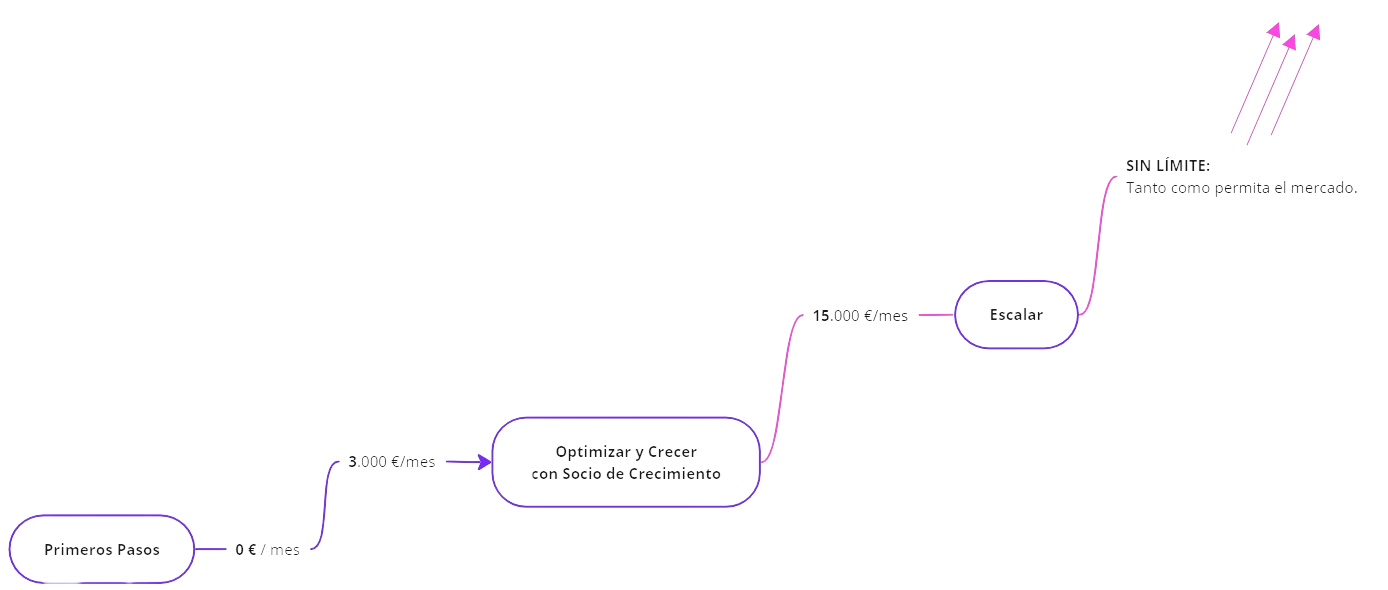 SIN LÍMITE:
Tanto como permita el mercado.
15.000 €/mes
Escalar
Optimizar y Crecer
con Socio de Crecimiento
3.000 €/mes
Primeros Pasos
0 € / mes